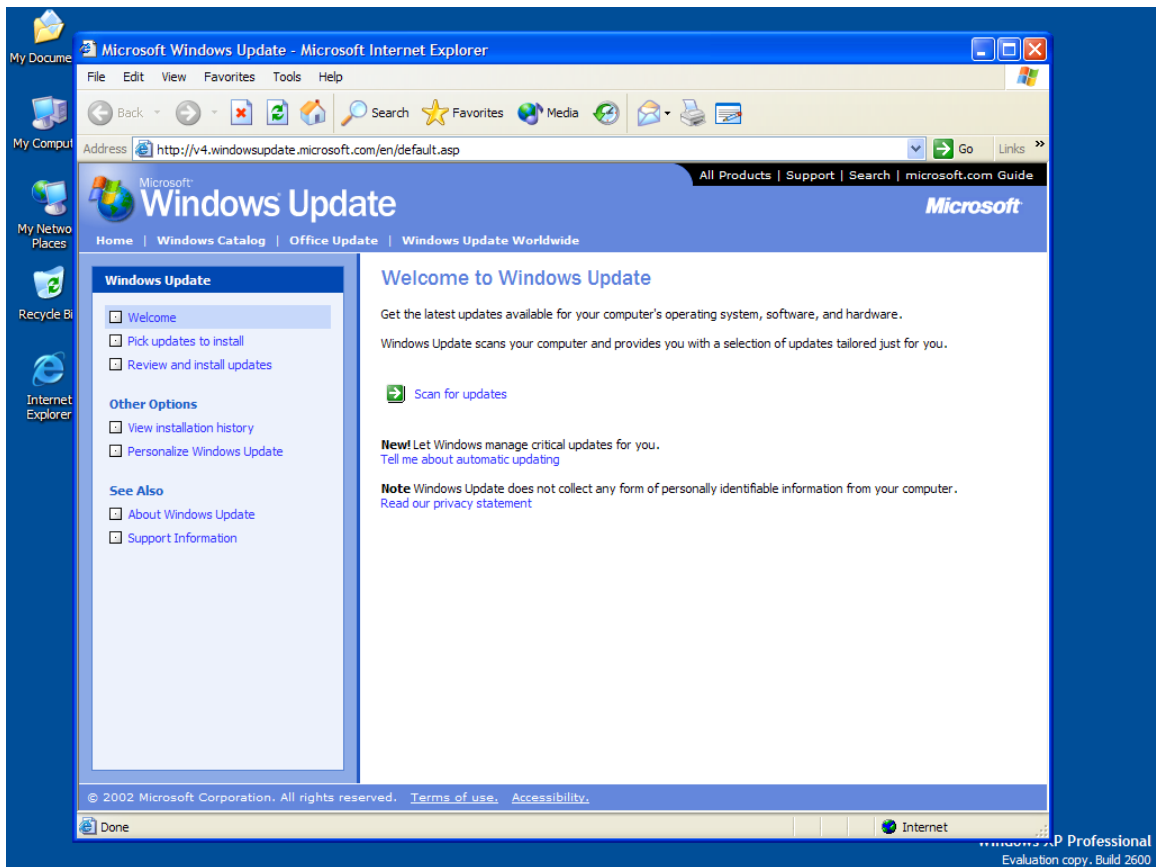 My Docume
My Comput
My Netwo
Places
Recycle Bi
Internet
Explorer
Microsoft Windows Update - Microsoft Internet Explorer
File Edit View Favorites Tools Help
Back Search Favorites Media
Address http://v4.windowsupdate.microsoft.com/en/default.asp Go Links »
All Products | Support | Search | microsoft.com Guide
Microsoft
Windows Update
Microsoft
Home | Windows Catalog | Office Update | Windows Update Worldwide
Windows Update
Welcome
Pick updates to install
Review and install updates
Other Options
View installation history
Personalize Windows Update
See Also
About Windows Update
Support Information
Welcome to Windows Update
Get the latest updates available for your computer's operating system, software, and hardware.
Windows Update scans your computer and provides you with a selection of updates tailored just for you.
Scan for updates
New! Let Windows manage critical updates for you.
Tell me about automatic updating
Note Windows Update does not collect any form of personally identifiable information from your computer.
Read our privacy statement
© 2002 Microsoft Corporation. All rights reserved. Terms of use. Accessibility.
Done Internet
Windows XP Professional
Evaluation copy. Build 2600